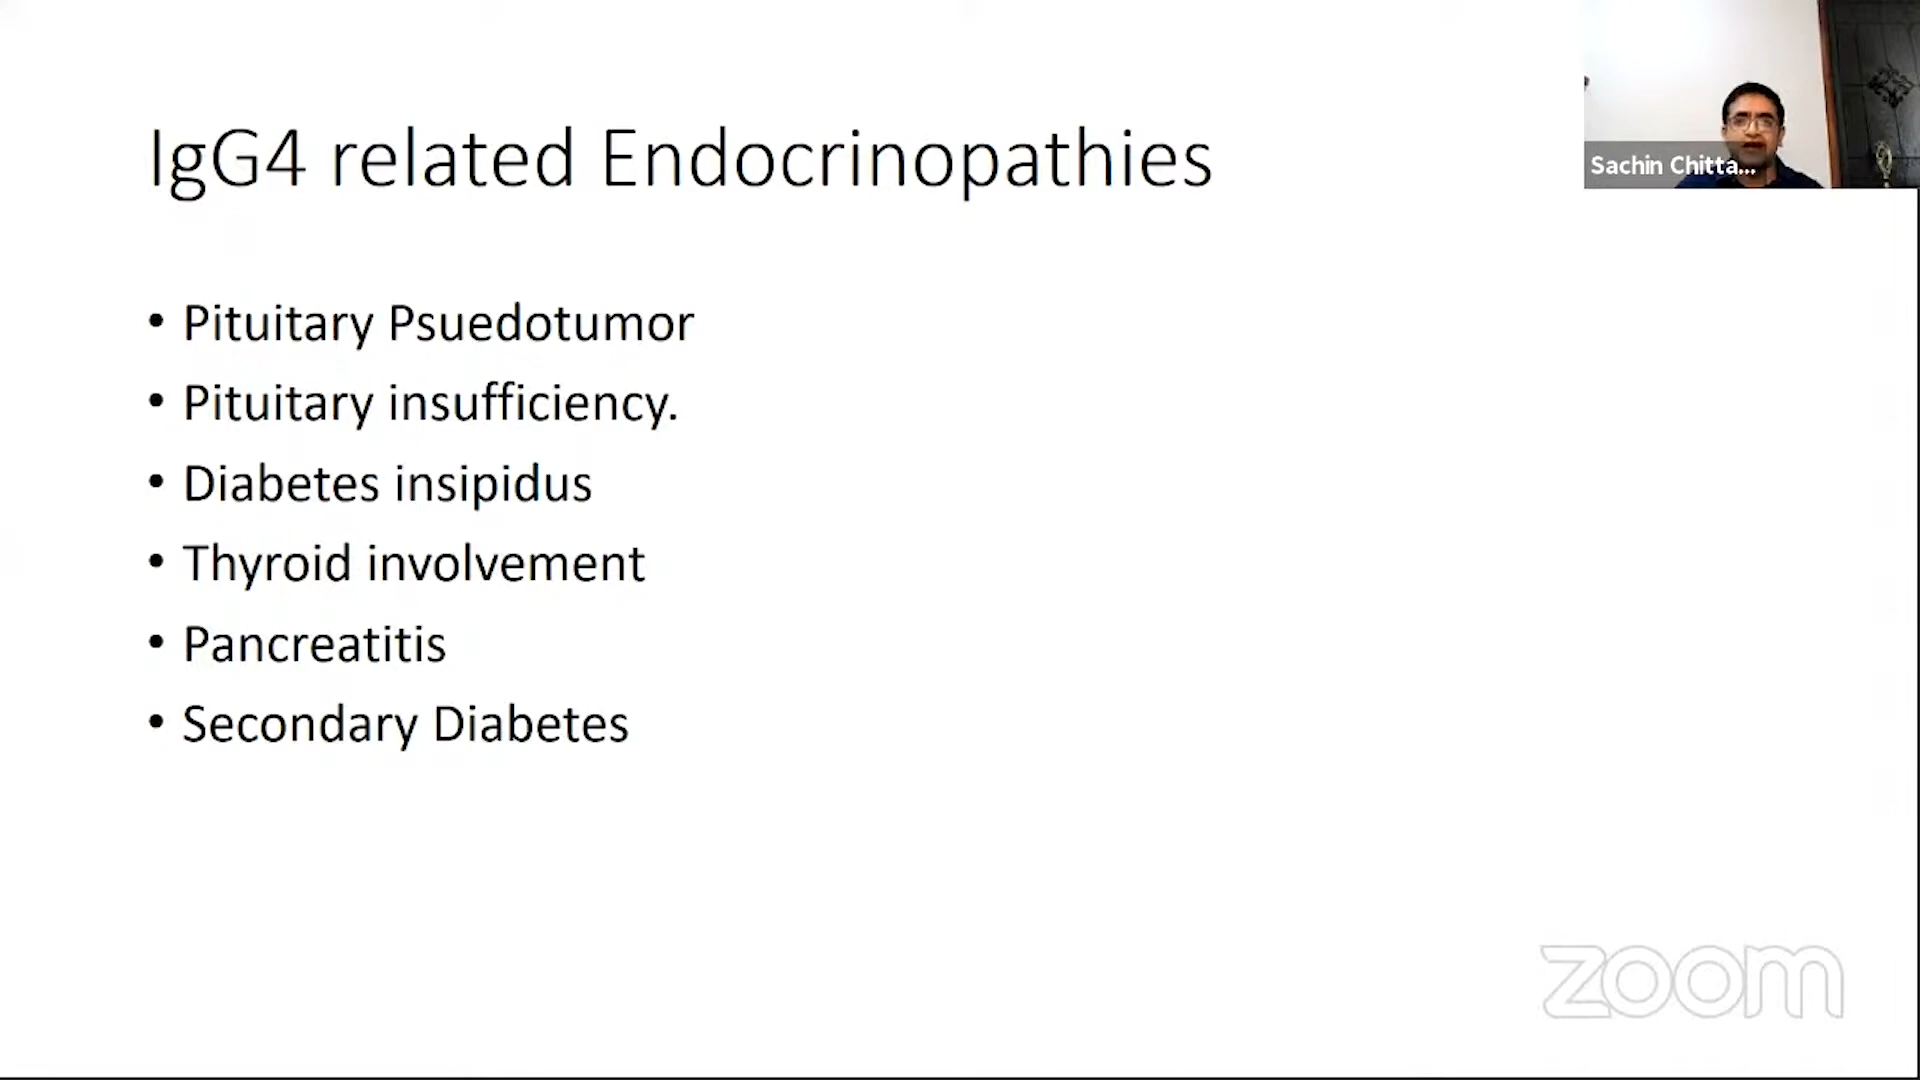 IgG4 related Endocrinopathies
Sachin Chitta...
• Pituitary Psuedotumor
• Pituitary insufficiency.
• Diabetes insipidus
• Thyroid involvement
• Pancreatitis
• Secondary Diabetes
zoom